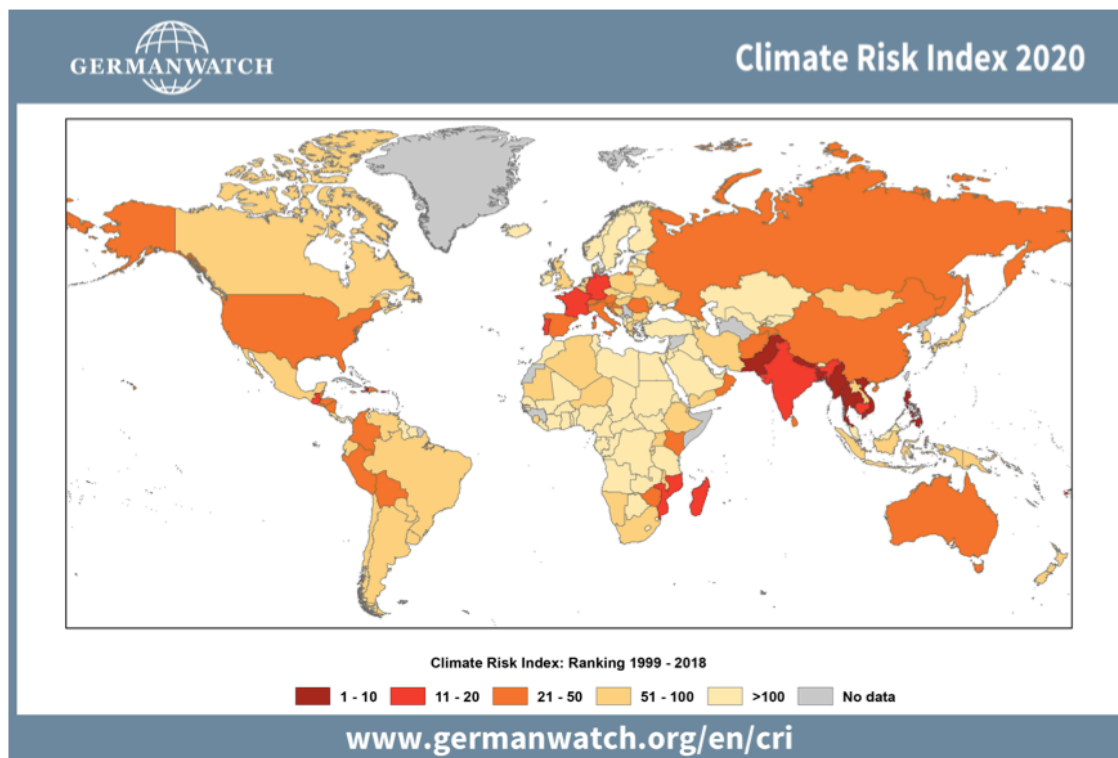 GERMANWATCH
Climate Risk Index 2020
Climate Risk Index: Ranking 1999 - 2018
1 - 10 11 - 20 21 - 50 51 - 100 >100 No data
www.germanwatch.org/en/cri